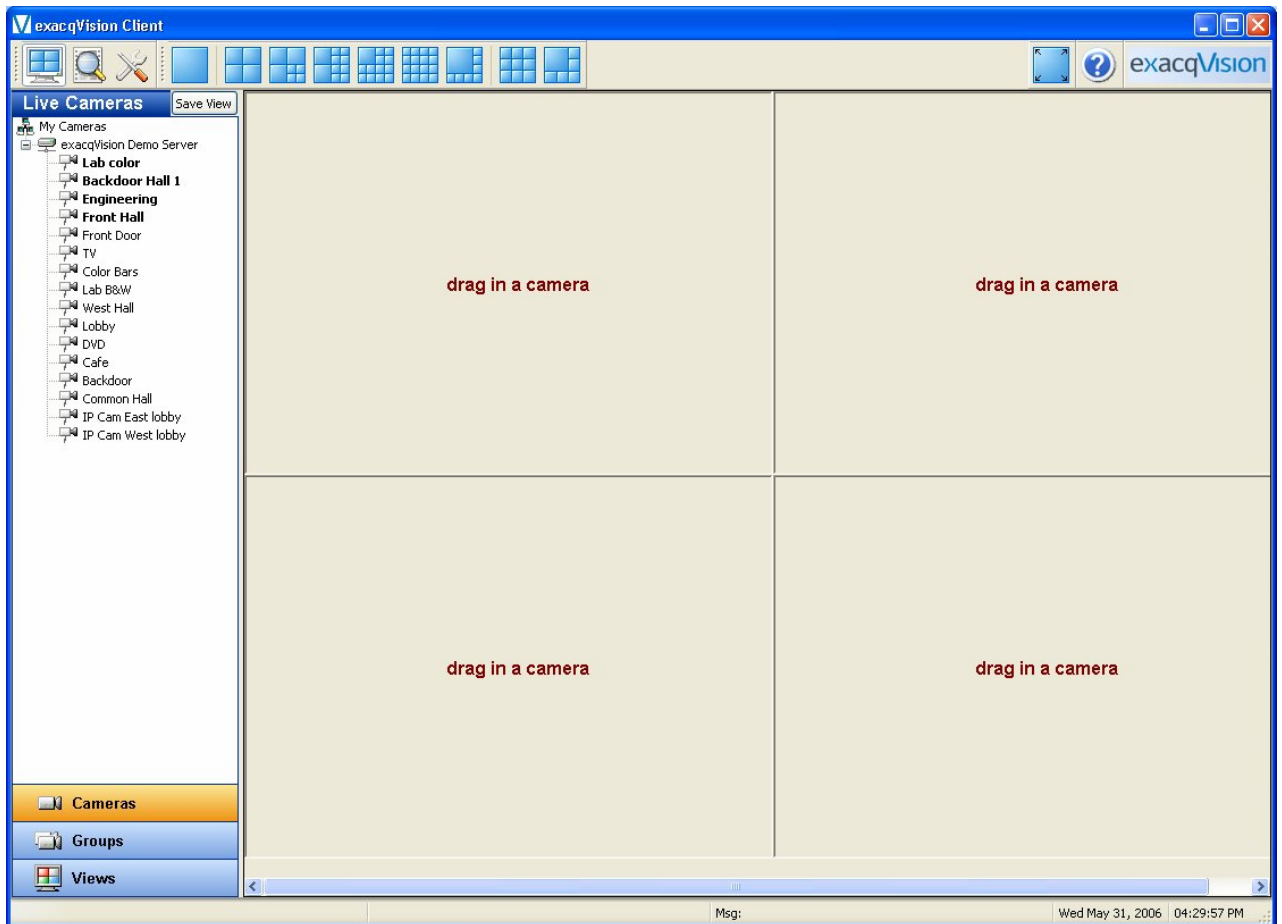 exacqVision Client
exacqVision
Live Cameras Save View
My Cameras
exacqVision Demo Server
Lab color
Backdoor Hall 1
Engineering
Front Hall
Front Door
TV
Color Bars
Lab B&W
West Hall
Lobby
DVD
Cafe
Backdoor
Common Hall
IP Cam East lobby
IP Cam West lobby
drag in a camera
drag in a camera
drag in a camera
drag in a camera
Cameras
Groups
Views
Msg:
Wed May 31, 2006 04:29:57 PM